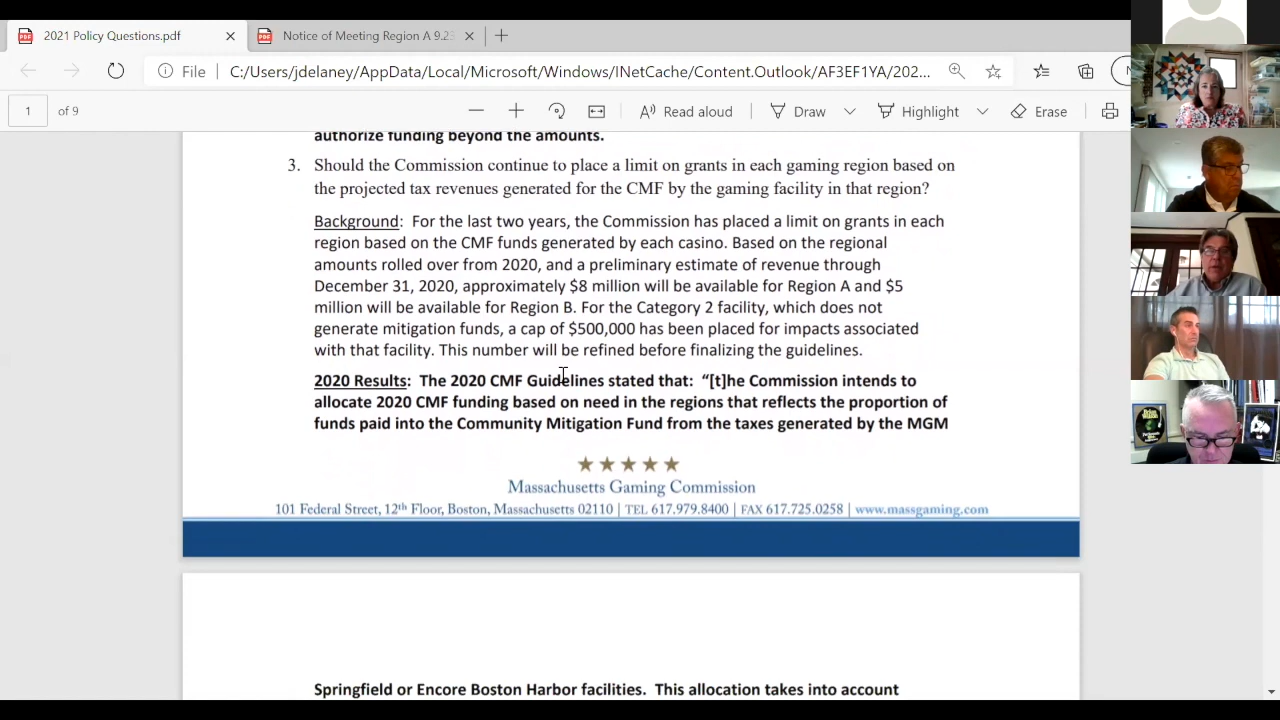 2021 Policy Questions.pdf
Notice of Meeting Region A 9.2
File
C:/Users/jdelaney/AppData/Local/Microsoft/Windows/INetCache/Content.Outlook/AF3EF1YA/202...
1 of 9
Read aloud
Draw
Highlight
Erase
authorize funding beyond the amounts.
3. Should the Commission continue to place a limit on grants in each gaming region based on
the projected tax revenues generated for the CMF by the gaming facility in that region?
Background: For the last two years, the Commission has placed a limit on grants in each
region based on the CMF funds generated by each casino. Based on the regional
amounts rolled over from 2020, and a preliminary estimate of revenue through
December 31, 2020, approximately $8 million will be available for Region A and $5
million will be available for Region B. For the Category 2 facility, which does not
generate mitigation funds, a cap of $500,000 has been placed for impacts associated
with that facility. This number will be refined before finalizing the guidelines.
2020 Results: The 2020 CMF Guidelines stated that: “[t]he Commission intends to
allocate 2020 CMF funding based on need in the regions that reflects the proportion of
funds paid into the Community Mitigation Fund from the taxes generated by the MGM
★★★★★
Massachusetts Gaming Commission
101 Federal Street, 12th Floor, Boston, Massachusetts 02110 | TEL 617.979.8400 | FAX 617.725.0258 | www.massgaming.com
Springfield or Encore Boston Harbor facilities. This allocation takes into account